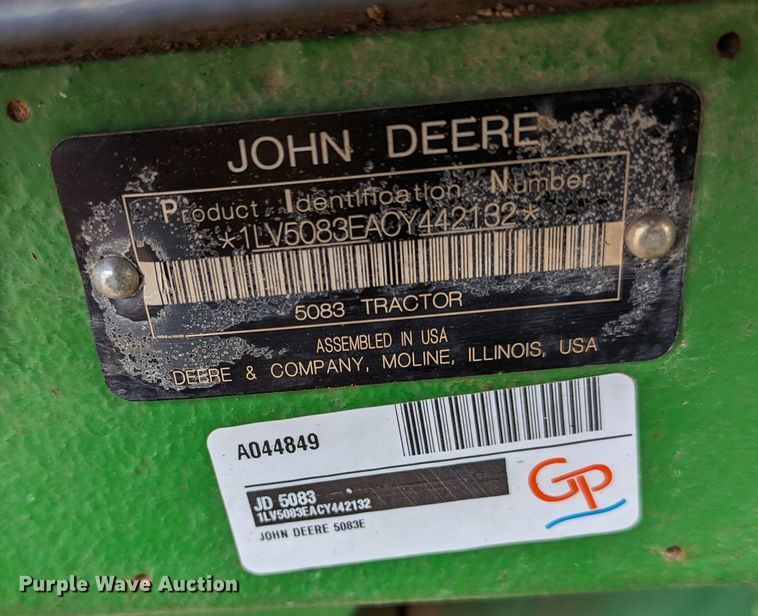 JOHN DEERE
Product Identification Number
*1LV5083EACY442132*
5083 TRACTOR
ASSEMBLED IN USA
DEERE & COMPANY, MOLINE, ILLINOIS, USA
A044849
JD 5083
1LV5083EACY442132
JOHN DEERE 5083E
GP
Purple Wave Auction